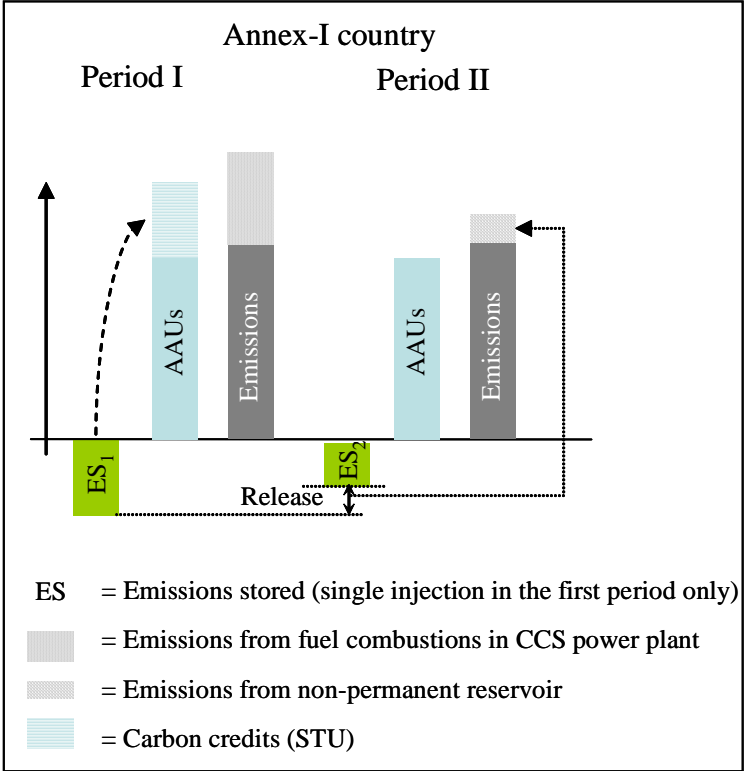 Annex-I country
Period I
Period II
AAUs
Emissions
AAUs
Emissions
ES₁
ES₂
Release
ES = Emissions stored (single injection in the first period only)
= Emissions from fuel combustions in CCS power plant
= Emissions from non-permanent reservoir
= Carbon credits (STU)